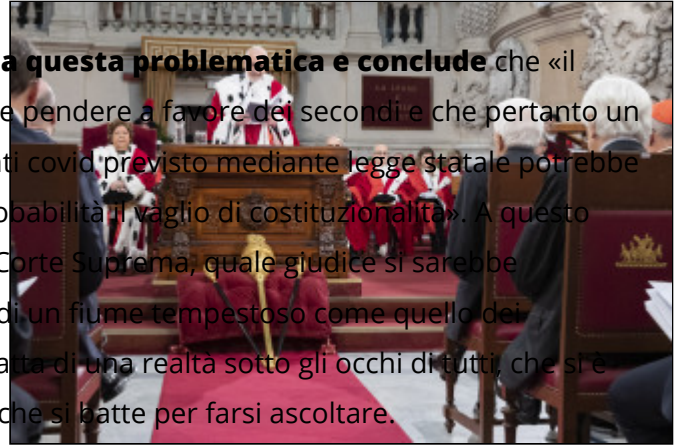 a questa problematica e conclude che «il
e pendere a favore dei secondi e che pertanto un
ti covid previsto mediante legge statale potrebbe
obabilità il vaglio di costituzionalità». A questo
Corte Suprema, quale giudice si sarebbe
di un fiume tempestoso come quello dei
atta di una realtà sotto gli occhi di tutti, che si è
che si batte per farsi ascoltare.